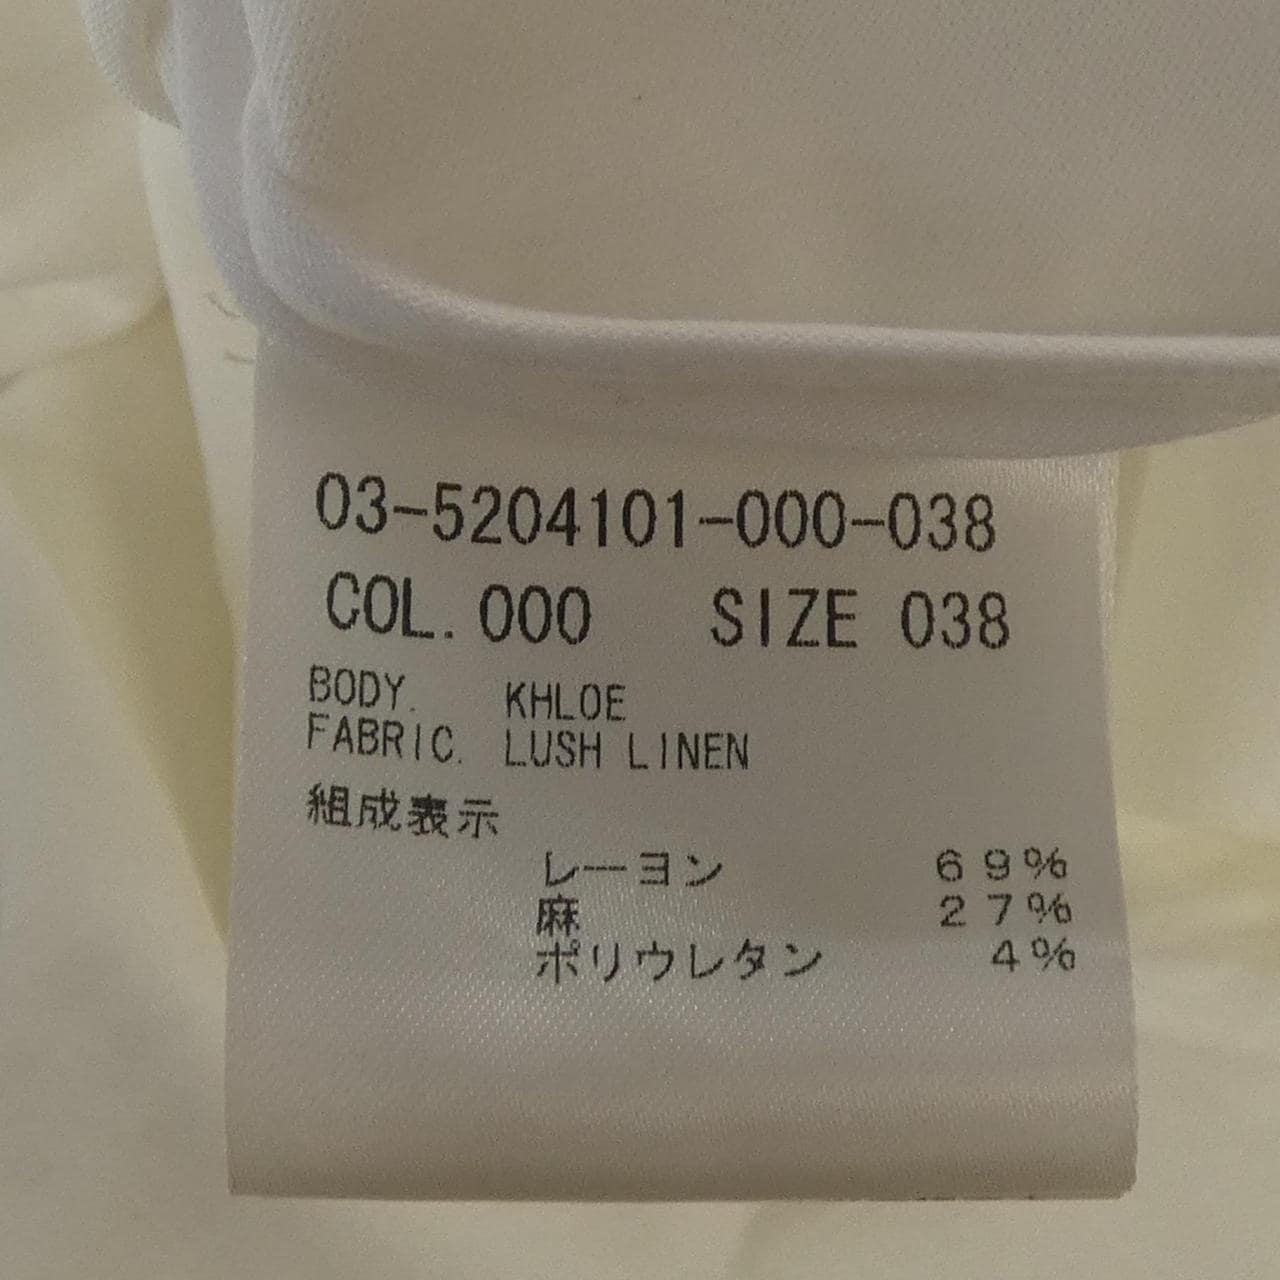 03-5204101-000-038
COL. 000 SIZE 038
BODY. KHLOE
FABRIC. LUSH LINEN
組成表示
レーヨン 69%
麻 27%
ポリウレタン 4%